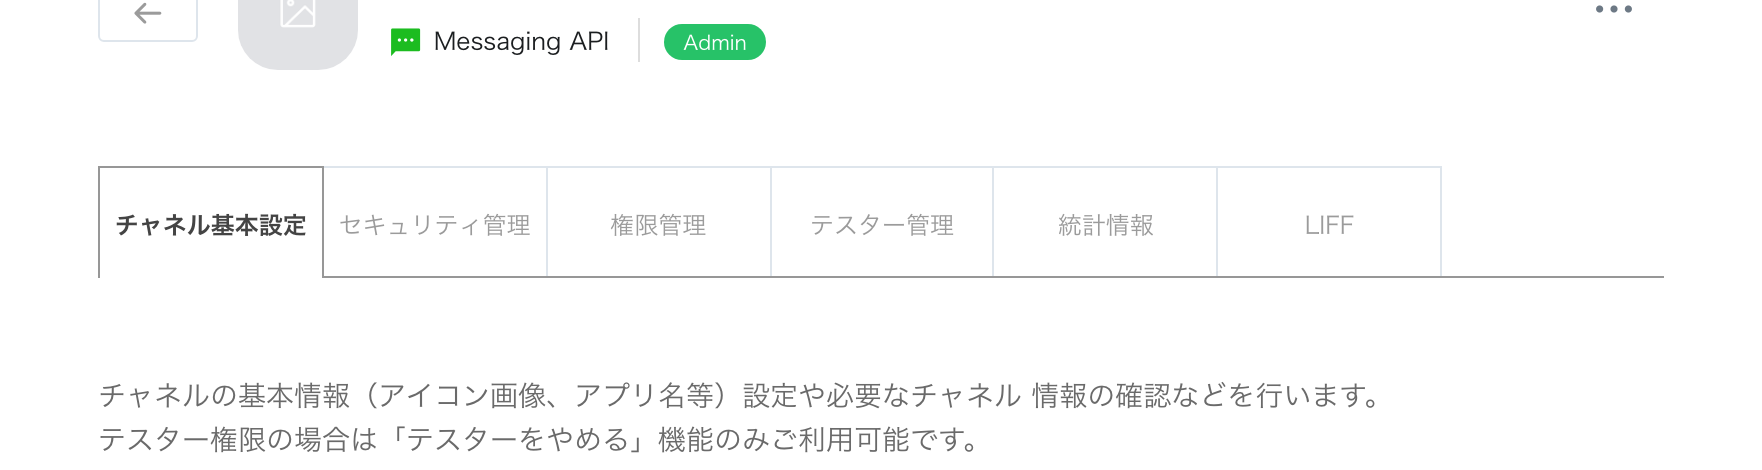 Messaging API
Admin
チャネル基本設定
セキュリティ管理
権限管理
テスター管理
統計情報
LIFF
チャネルの基本情報（アイコン画像、アプリ名等）設定や必要なチャネル 情報の確認などを行います。
テスター権限の場合は「テスターをやめる」機能のみご利用可能です。